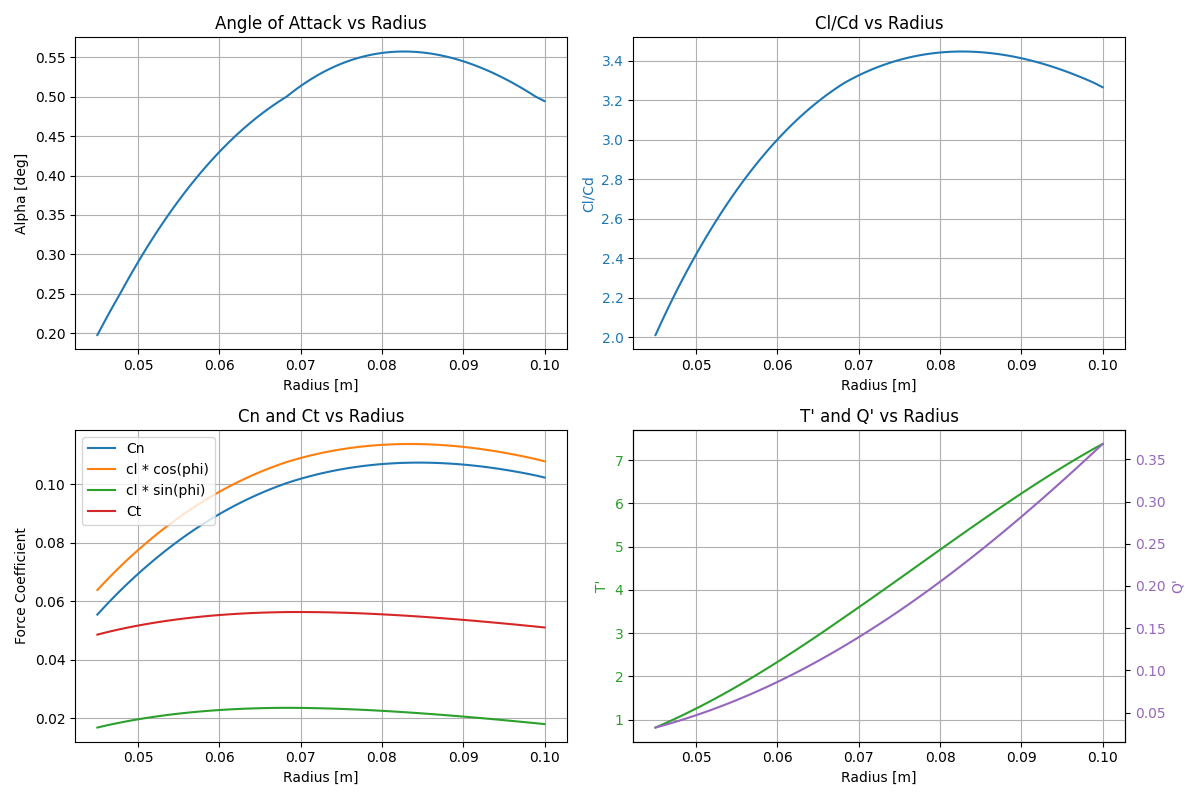 Angle of Attack vs Radius
Alpha [deg]
0.55
0.50
0.45
0.40
0.35
0.30
0.25
0.20
0.05 0.06 0.07 0.08 0.09 0.10
Radius [m]
Cl/Cd vs Radius
Cl/Cd
3.4
3.2
3.0
2.8
2.6
2.4
2.2
2.0
0.05 0.06 0.07 0.08 0.09 0.10
Radius [m]
Cn and Ct vs Radius
Cn
cl * cos(phi)
cl * sin(phi)
Ct
Force Coefficient
0.10
0.08
0.06
0.04
0.02
0.05 0.06 0.07 0.08 0.09 0.10
Radius [m]
T' and Q' vs Radius
T'
7
6
5
4
3
2
1
0.35
0.30
0.25
0.20
0.15
0.10
0.05
Q'
0.05 0.06 0.07 0.08 0.09 0.10
Radius [m]